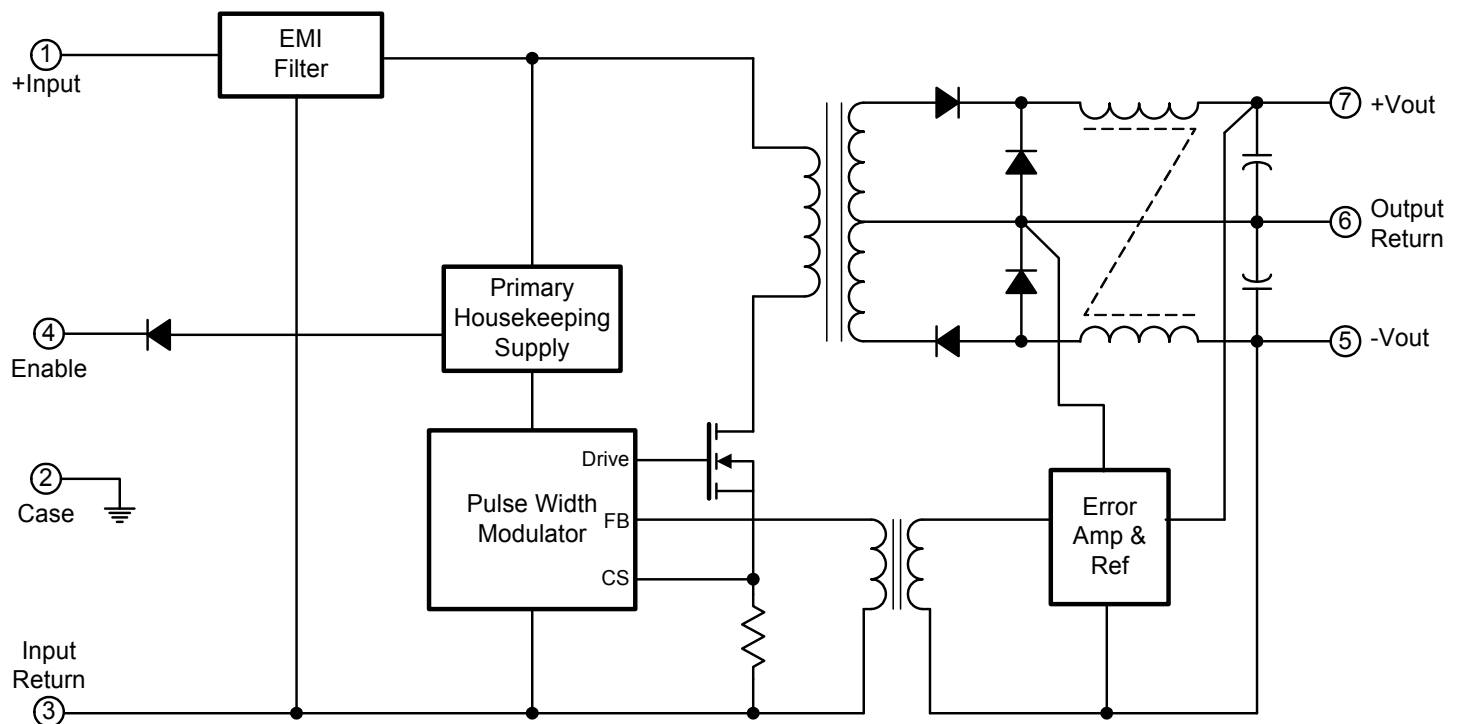 1
+Input
EMI
Filter
7
+Vout
6
Output
Return
4
Enable
Primary
Housekeeping
Supply
5
-Vout
2
Case
Drive
Pulse Width
Modulator
FB
CS
Error
Amp &
Ref
Input
Return
3